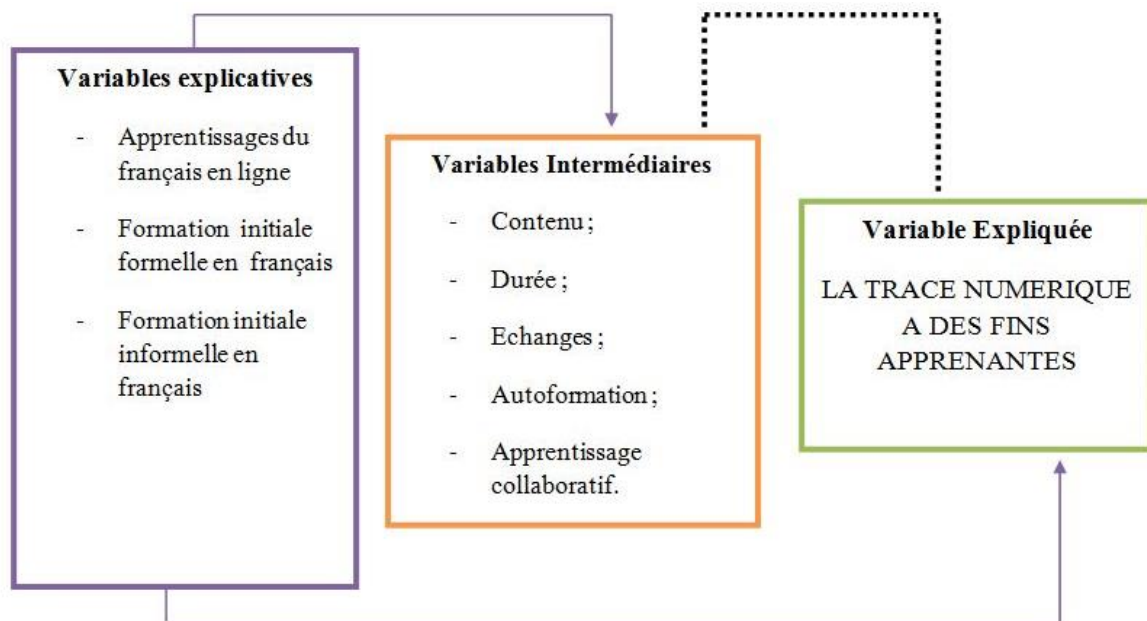 Variables explicatives
- Apprentissages du
français en ligne
- Formation initiale
formelle en français
- Formation initiale
informelle en
français
Variables Intermédiaires
- Contenu ;
- Durée ;
- Echanges ;
- Autoformation ;
- Apprentissage
collaboratif.
Variable Expliquée
LA TRACE NUMERIQUE
A DES FINS
APPRENANTES